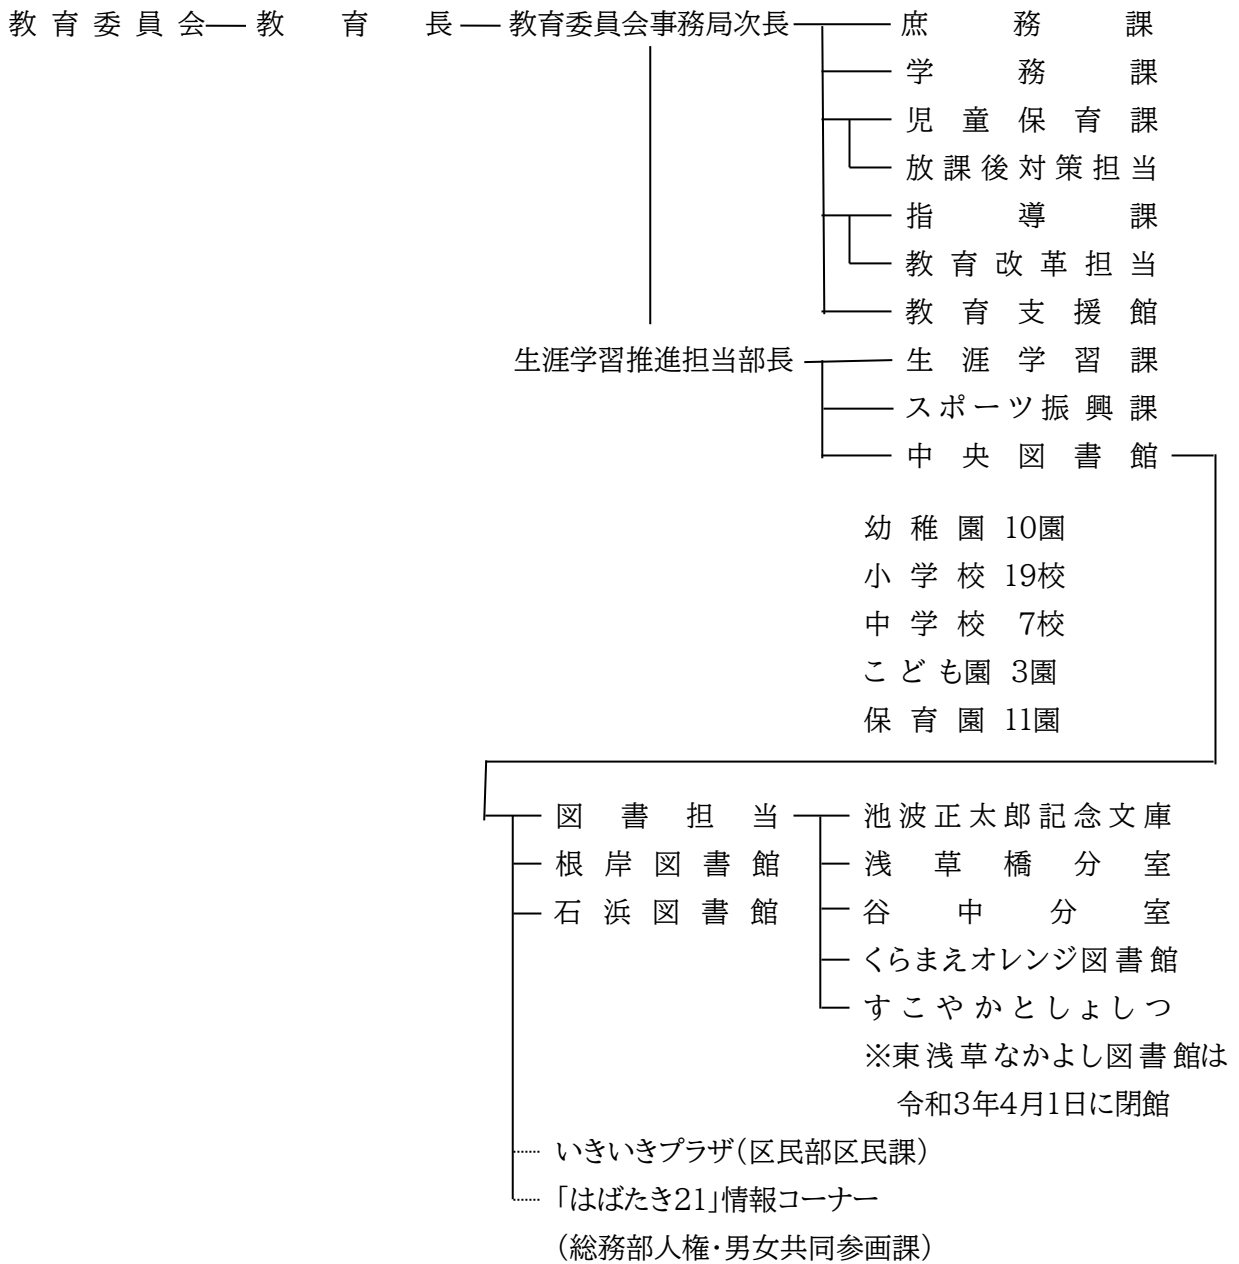 教育委員会 教育長 教育委員会事務局次長 庶務課
学務課
児童保育課
放課後対策担当
指導課
教育改革担当
教育支援館
生涯学習推進担当部長 生涯学習課
スポーツ振興課
中央図書館
幼稚園 10園
小学校 19校
中学校 7校
こども園 3園
保育園 11園
図書担当 池波正太郎記念文庫
根岸図書館 浅草橋分室
石浜図書館 谷中分室
くらまえオレンジ図書館
すこやかとしょしつ
※東浅草なかよし図書館は
令和3年4月1日に閉館
いきいきプラザ(区民部区民課)
「はばたき21」情報コーナー
(総務部人権・男女共同参画課)